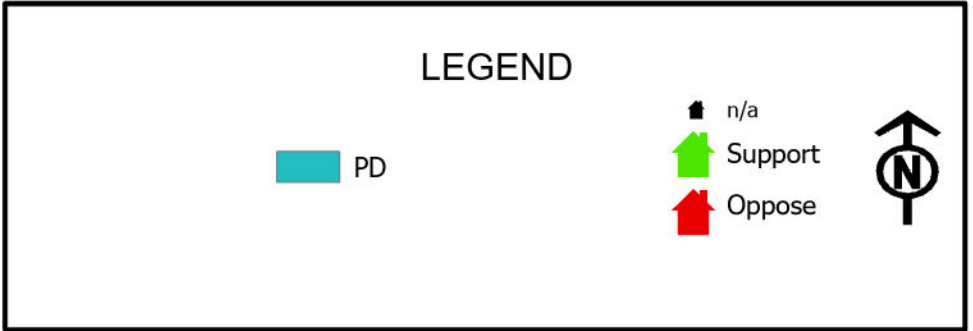 LEGEND
n/a
Support
PD
Oppose
N